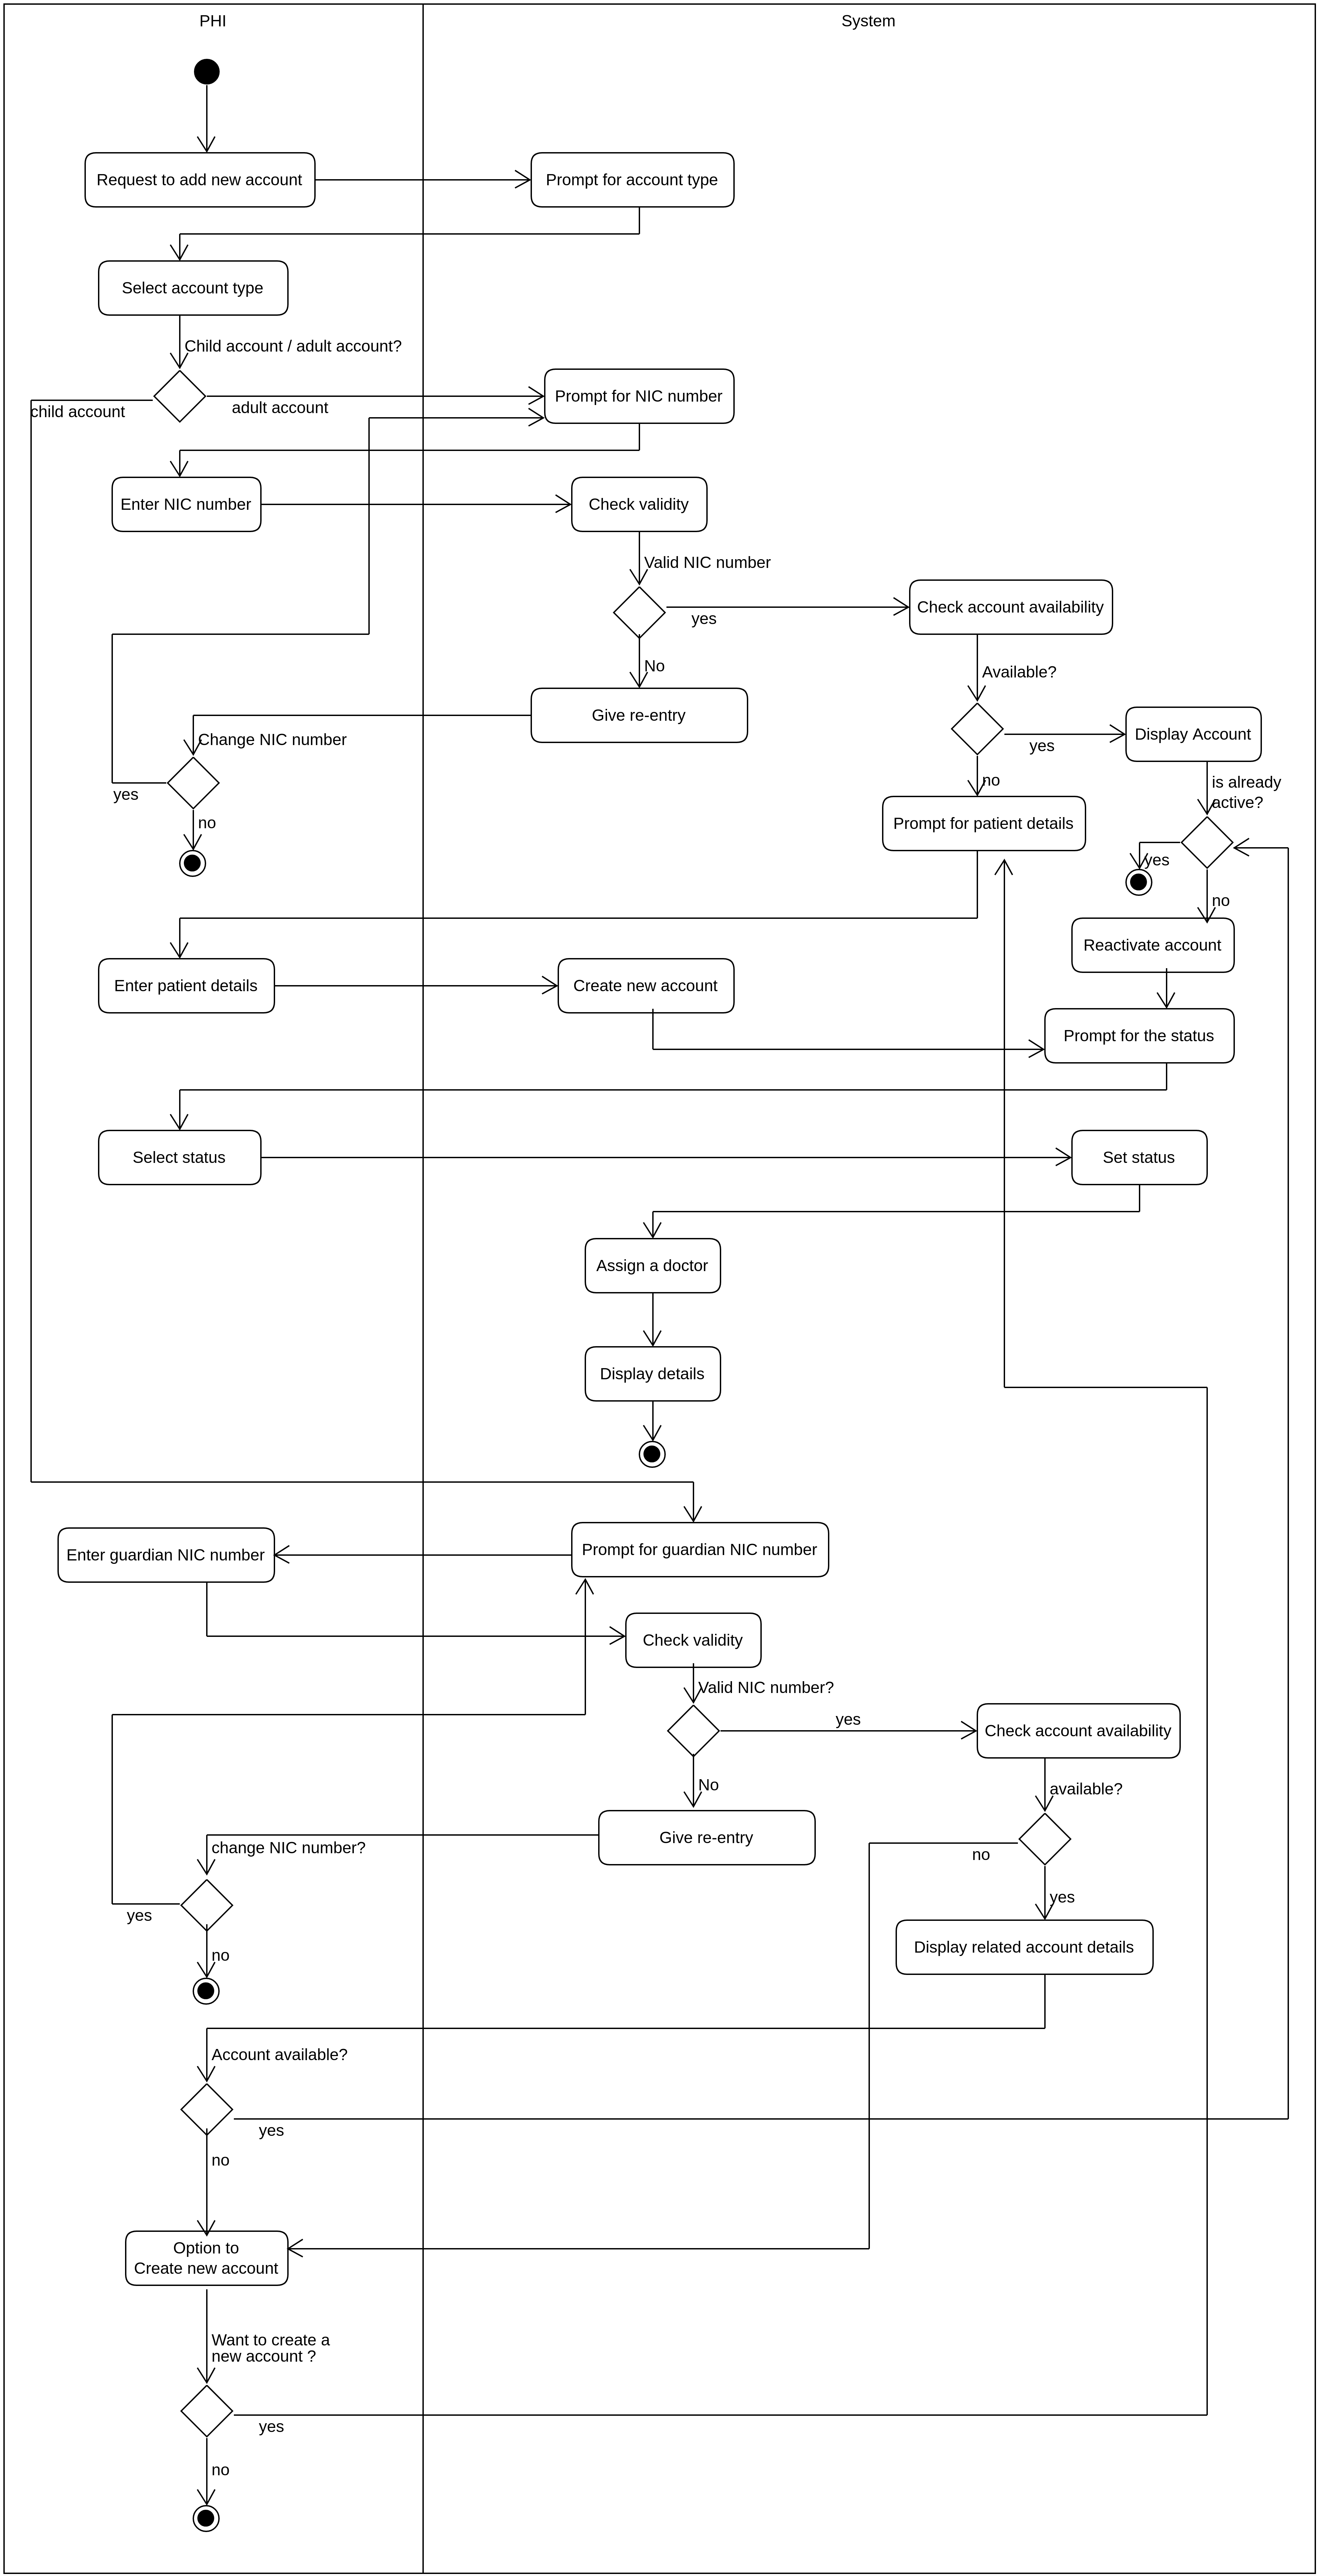 PHI
System
Request to add new account
Prompt for account type
Select account type
Child account / adult account?
child account
adult account
Prompt for NIC number
Enter NIC number
Check validity
Valid NIC number
yes
Check account availability
No
Available?
Give re-entry
Change NIC number
yes
no
yes
Display Account
no
is already
active?
Prompt for patient details
yes
no
Reactivate account
Enter patient details
Create new account
Prompt for the status
Select status
Set status
Assign a doctor
Display details
Enter guardian NIC number
Prompt for guardian NIC number
Check validity
Valid NIC number?
yes
Check account availability
No
available?
Give re-entry
change NIC number?
no
yes
yes
Display related account details
no
Account available?
yes
no
Option to
Create new account
Want to create a
new account ?
yes
no